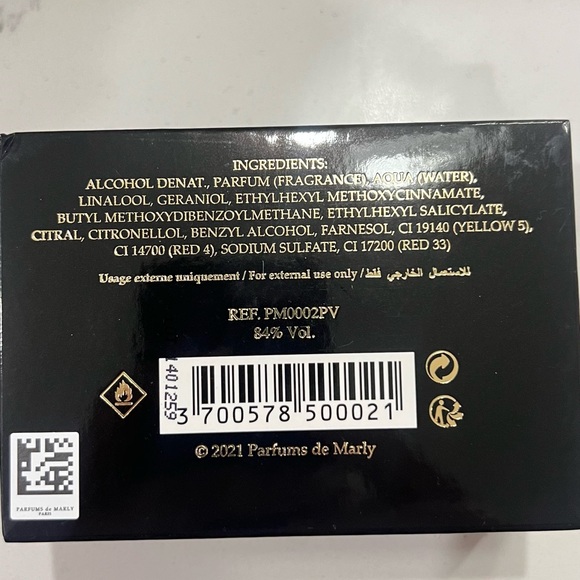 INGREDIENTS:
ALCOHOL DENAT., PARFUM (FRAGRANCE), AQUA (WATER),
LINALOOL, GERANIOL, ETHYLHEXYL METHOXYCINNAMATE,
BUTYL METHOXYDIBENZOYLMETHANE, ETHYLHEXYL SALICYLATE,
CITRAL, CITRONELLOL, BENZYL ALCOHOL, FARNESOL, CI 19140 (YELLOW 5),
CI 14700 (RED 4), SODIUM SULFATE, CI 17200 (RED 33)
Usage externe uniquement / For external use only / للاستعمال الخارجي فقط
REF. PM0002PV
84% Vol.
1401259
3 700578 500021
© 2021 Parfums de Marly
PARFUMS de MARLY
PARIS